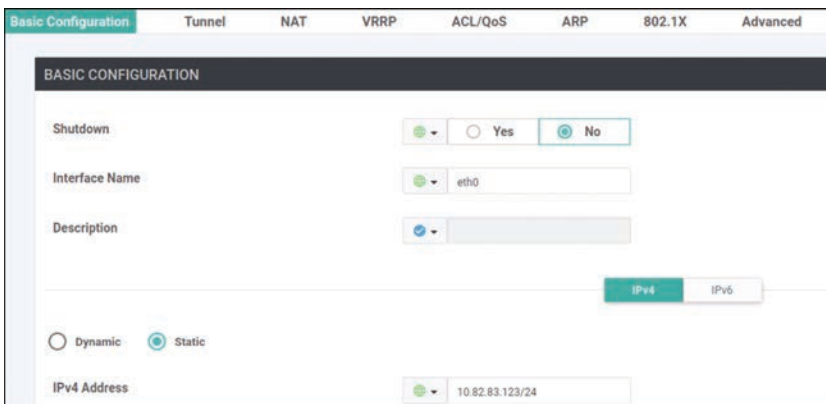 Basic Configuration Tunnel NAT VRRP ACL/QoS ARP 802.1X Advanced
BASIC CONFIGURATION
Shutdown Yes No
Interface Name eth0
Description
IPv4 IPv6
Dynamic Static
IPv4 Address 10.82.83.123/24